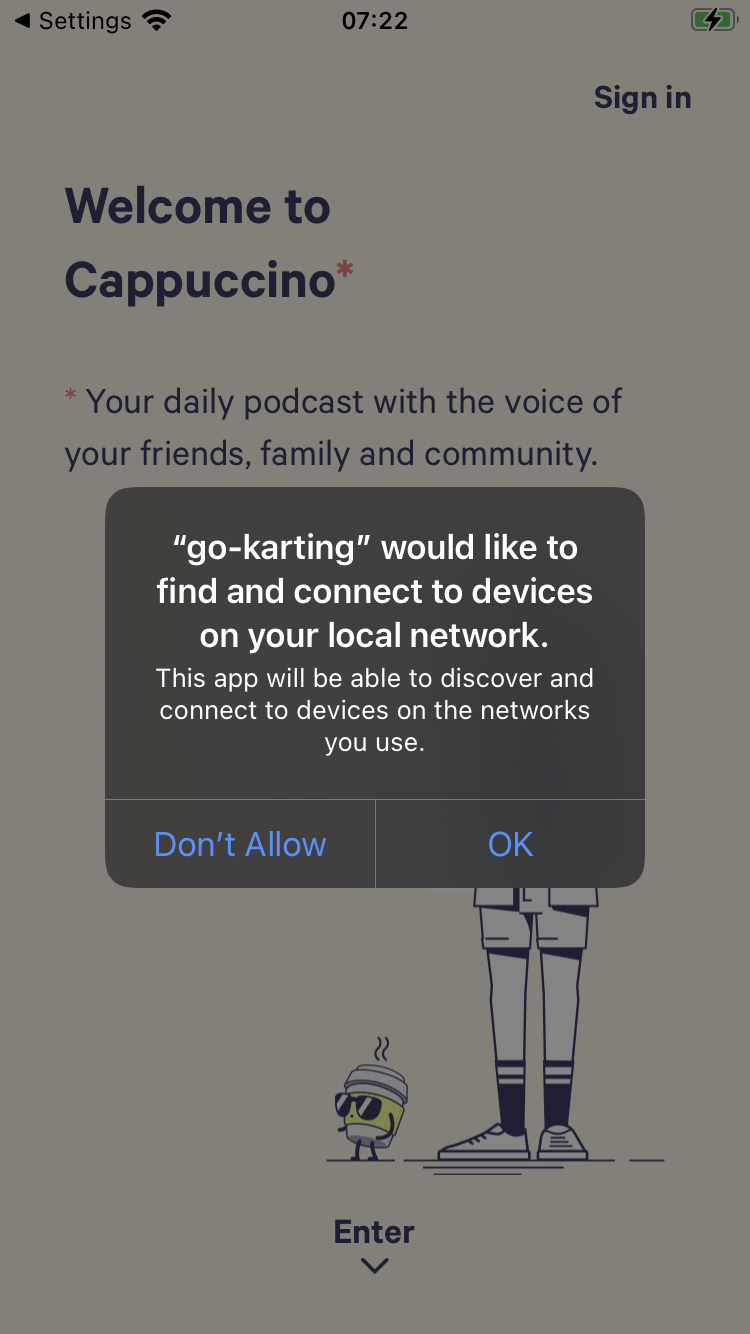 Settings
07:22
Sign in
Welcome to
Cappuccino*
* Your daily podcast with the voice of
your friends, family and community.
“go-karting” would like to
find and connect to devices
on your local network.
This app will be able to discover and
connect to devices on the networks
you use.
Don’t Allow
OK
Enter